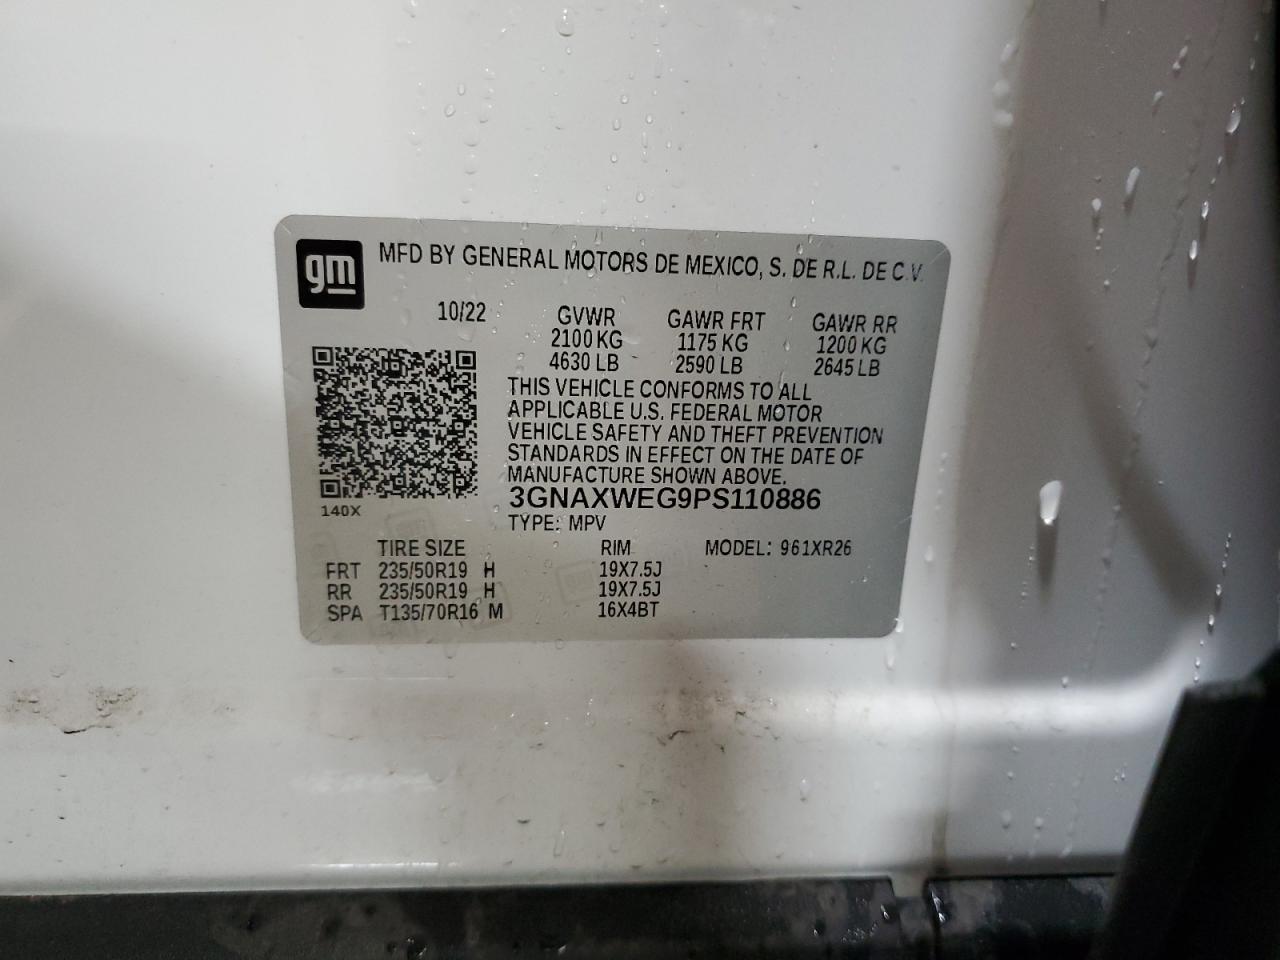 gm
MFD BY GENERAL MOTORS DE MEXICO, S. DE R.L. DE C.V.
10/22 GVWR GAWR FRT GAWR RR
2100 KG 1175 KG 1200 KG
4630 LB 2590 LB 2645 LB
THIS VEHICLE CONFORMS TO ALL
APPLICABLE U.S. FEDERAL MOTOR
VEHICLE SAFETY AND THEFT PREVENTION
STANDARDS IN EFFECT ON THE DATE OF
MANUFACTURE SHOWN ABOVE.
3GNAXWEG9PS110886
140X
TYPE: MPV
TIRE SIZE RIM MODEL: 961XR26
FRT 235/50R19 H 19X7.5J
RR 235/50R19 H 19X7.5J
SPA T135/70R16 M 16X4BT